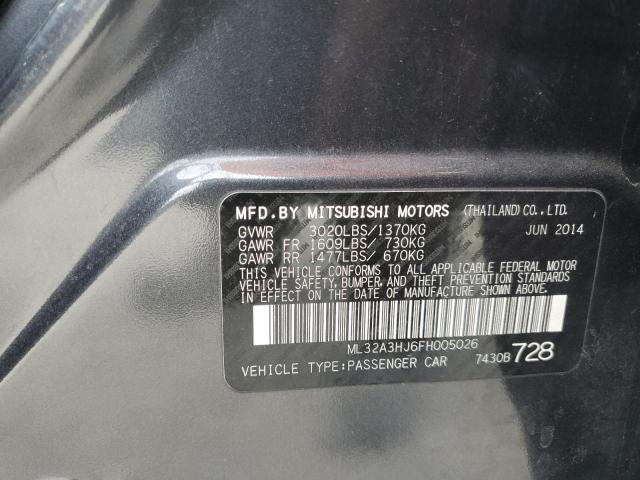 MFD.BY MITSUBISHI MOTORS (THAILAND)CO.,LTD.
GVWR 3020LBS/1370KG JUN 2014
GAWR FR 1609LBS/ 730KG
GAWR RR 1477LBS/ 670KG
THIS VEHICLE CONFORMS TO ALL APPLICABLE FEDERAL MOTOR
VEHICLE SAFETY, BUMPER, AND THEFT PREVENTION STANDARDS
IN EFFECT ON THE DATE OF MANUFACTURE SHOWN ABOVE.
ML32A3HJ6FH005026
VEHICLE TYPE:PASSENGER CAR 7430B 728